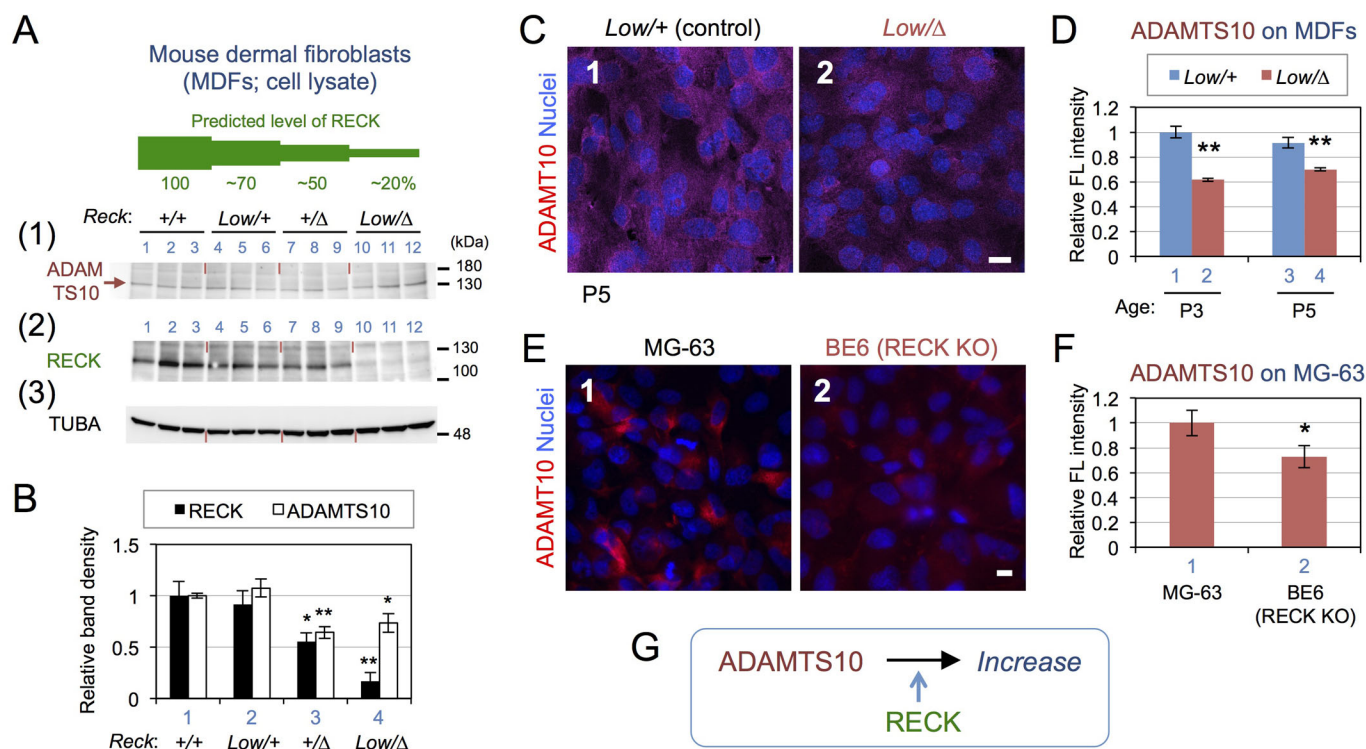 A
Mouse dermal fibroblasts
(MDFs; cell lysate)
Predicted level of RECK
100 ~70 ~50 ~20%
Reck: +/+ Low/+ +/Δ Low/Δ
(1)
1 2 3 4 5 6 7 8 9 10 11 12 (kDa)
ADAM
TS10
180
130
(2)
1 2 3 4 5 6 7 8 9 10 11 12
RECK
130
100
(3)
TUBA
48
B
RECK ADAMTS10
Relative band density
1.5
1
0.5
0
* ** ** *
1 2 3 4
Reck: +/+ Low/+ +/Δ Low/Δ
C
Low/+ (control) Low/Δ
ADAMT10 Nuclei
1 2
P5
D
ADAMTS10 on MDFs
Low/+ Low/Δ
Relative FL intensity
1.2
1
0.8
0.6
0.4
0.2
0
** **
1 2 3 4
Age: P3 P5
E
MG-63 BE6 (RECK KO)
ADAMT10 Nuclei
1 2
F
ADAMTS10 on MG-63
Relative FL intensity
1.2
1
0.8
0.6
0.4
0.2
0
*
1 2
MG-63 BE6
(RECK KO)
G
ADAMTS10 Increase
RECK